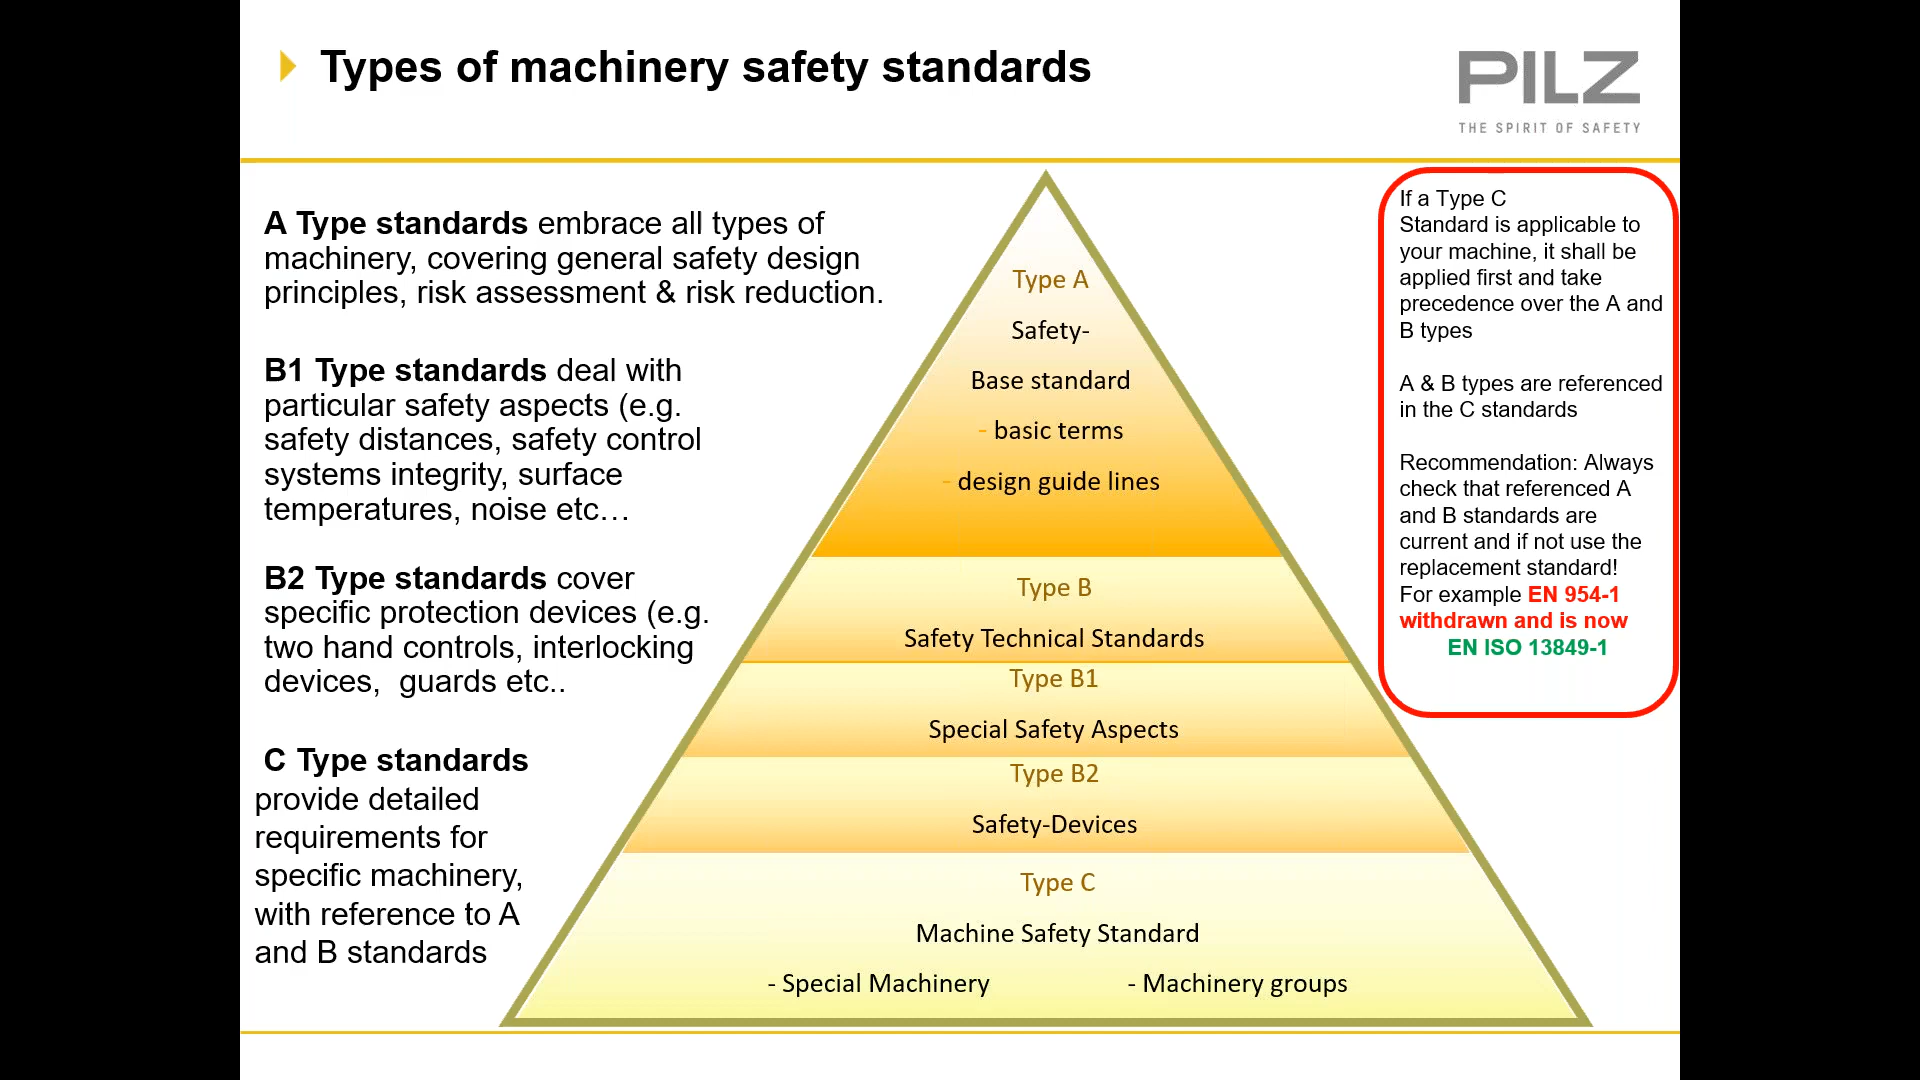 Types of machinery safety standards
PILZ
THE SPIRIT OF SAFETY
A Type standards embrace all types of
machinery, covering general safety design
principles, risk assessment & risk reduction.
B1 Type standards deal with
particular safety aspects (e.g.
safety distances, safety control
systems integrity, surface
temperatures, noise etc…
B2 Type standards cover
specific protection devices (e.g.
two hand controls, interlocking
devices,  guards etc..
C Type standards
provide detailed
requirements for
specific machinery,
with reference to A
and B standards
Type A
Safety-
Base standard
- basic terms
- design guide lines
Type B
Safety Technical Standards
Type B1
Special Safety Aspects
Type B2
Safety-Devices
Type C
Machine Safety Standard
- Special Machinery
- Machinery groups
If a Type C
Standard is applicable to
your machine, it shall be
applied first and take
precedence over the A and
B types
A & B types are referenced
in the C standards
Recommendation: Always
check that referenced A
and B standards are
current and if not use the
replacement standard!
For example EN 954-1
withdrawn and is now
EN ISO 13849-1